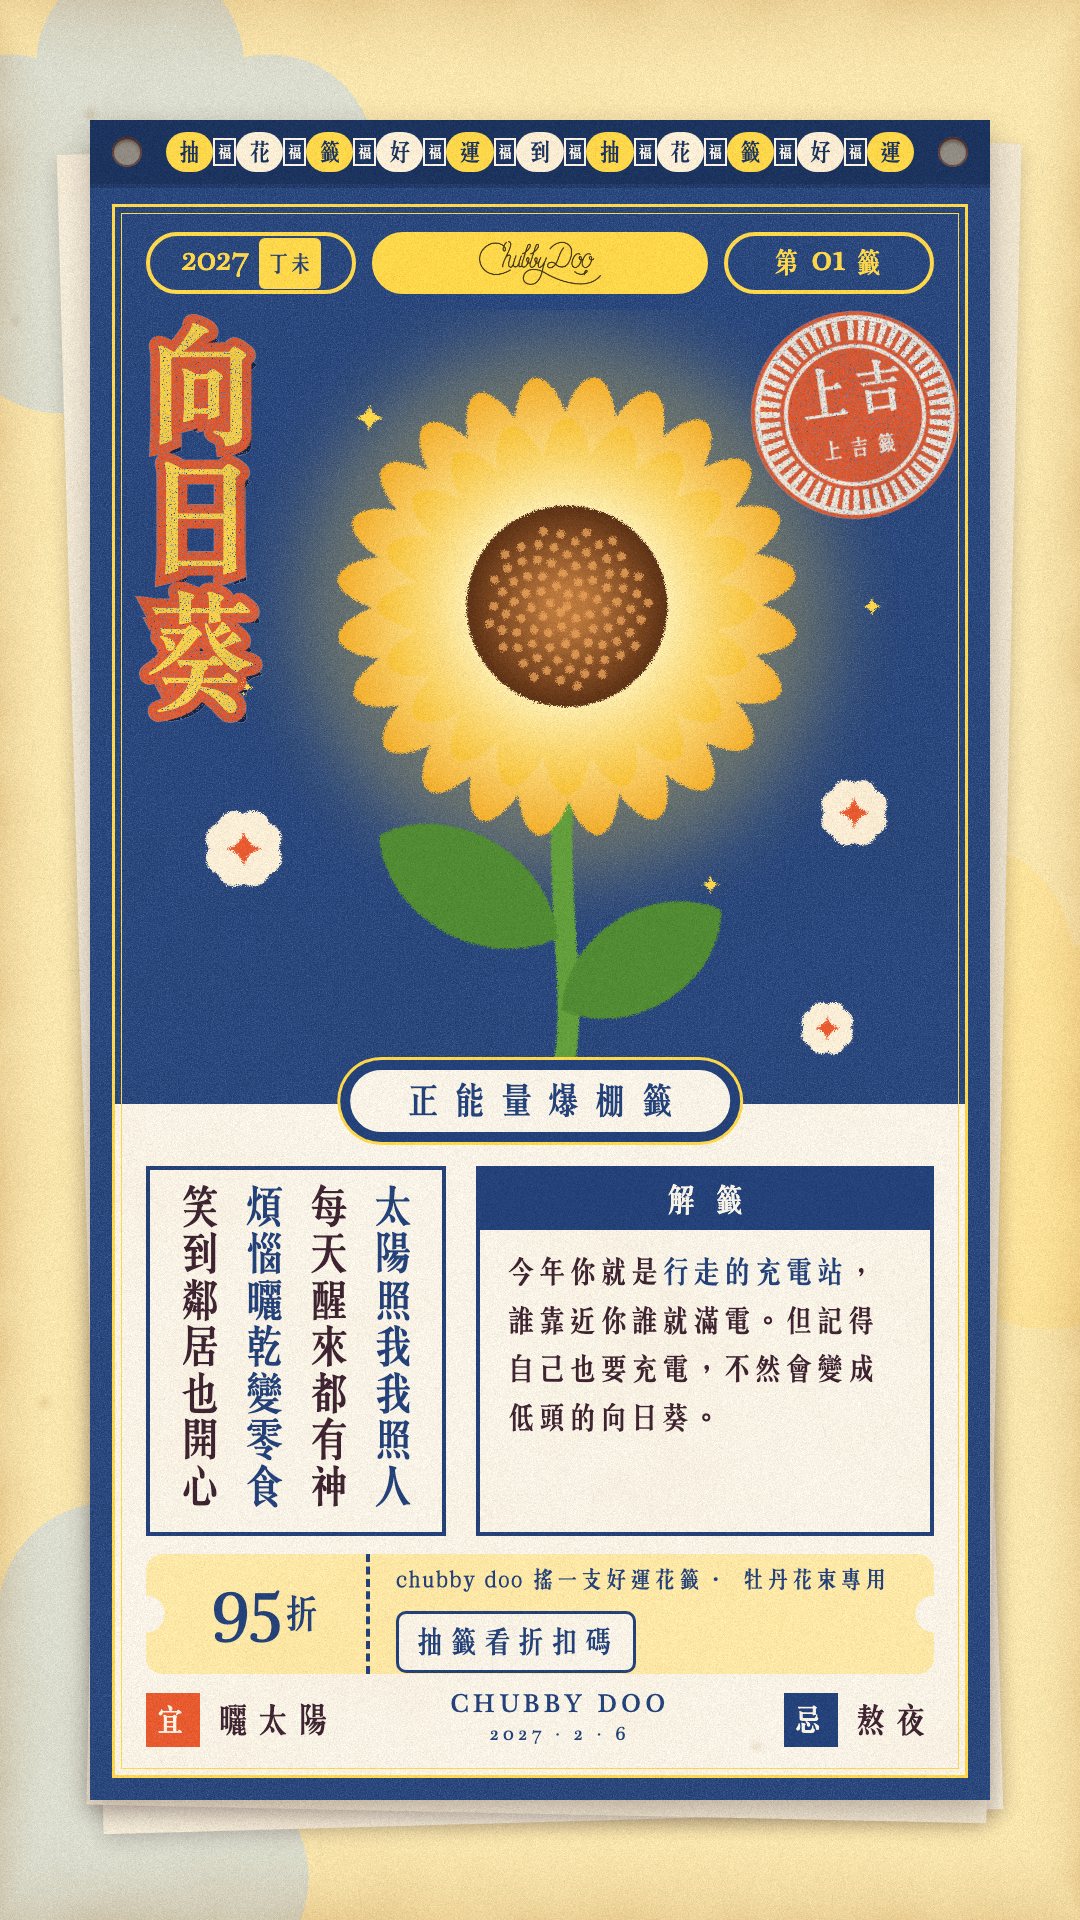 抽福花福籤福好福運福到福抽福花福籤福好福運
2027 丁未
Chubby Doo
第 01 籤
向日葵
上吉
上吉籤
正能量爆棚籤
太陽照我我照人
每天醒來都有神
煩惱曬乾變零食
笑到鄰居也開心
解籤
今年你就是行走的充電站，
誰靠近你誰就滿電。但記得
自己也要充電，不然會變成
低頭的向日葵。
95折
chubby doo 搖一支好運花籤 · 牡丹花束專用
抽籤看折扣碼
宜 曬太陽
CHUBBY DOO
2027 · 2 · 6
忌 熬夜